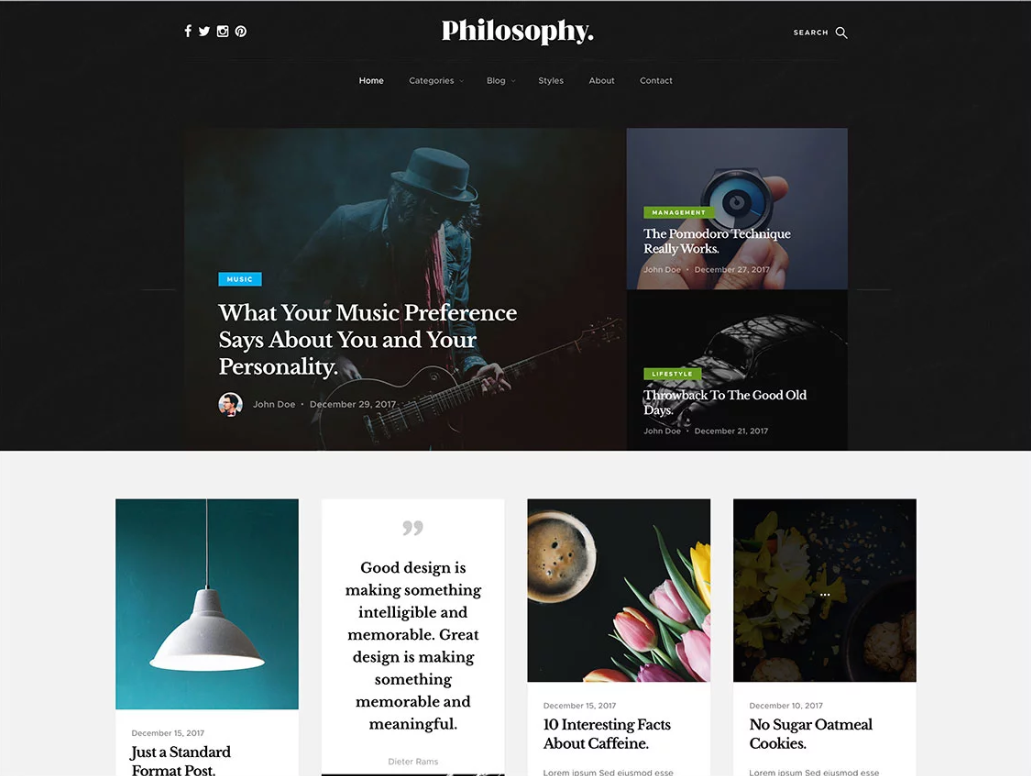 Philosophy.
SEARCH
Home Categories Blog Styles About Contact
MUSIC
What Your Music Preference
Says About You and Your
Personality.
John Doe • December 29, 2017
MANAGEMENT
The Pomodoro Technique
Really Works.
John Doe • December 27, 2017
LIFESTYLE
Throwback To The Good Old
Days.
John Doe • December 21, 2017
December 15, 2017
Just a Standard
Format Post.
”
Good design is
making something
intelligible and
memorable. Great
design is making
something
memorable and
meaningful.
Dieter Rams
December 15, 2017
10 Interesting Facts
About Caffeine.
Lorem ipsum Sed eiusmod esse
...
December 10, 2017
No Sugar Oatmeal
Cookies.
Lorem ipsum Sed eiusmod esse